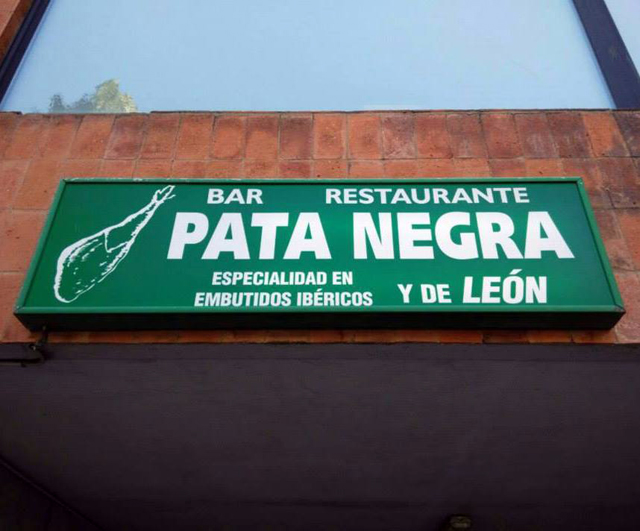 BAR RESTAURANTE
PATA NEGRA
ESPECIALIDAD EN
EMBUTIDOS IBÉRICOS Y DE LEÓN